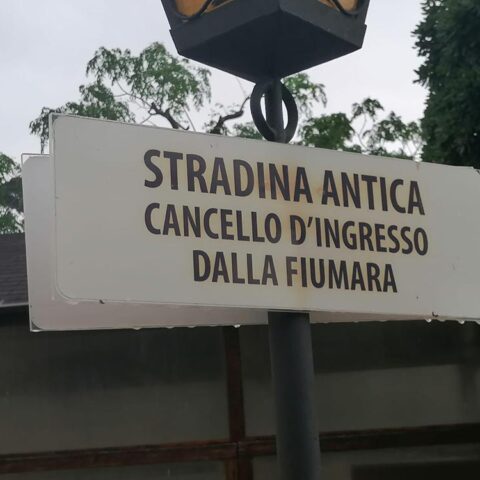 STRADINA ANTICA
CANCELLO D'INGRESSO
DALLA FIUMARA